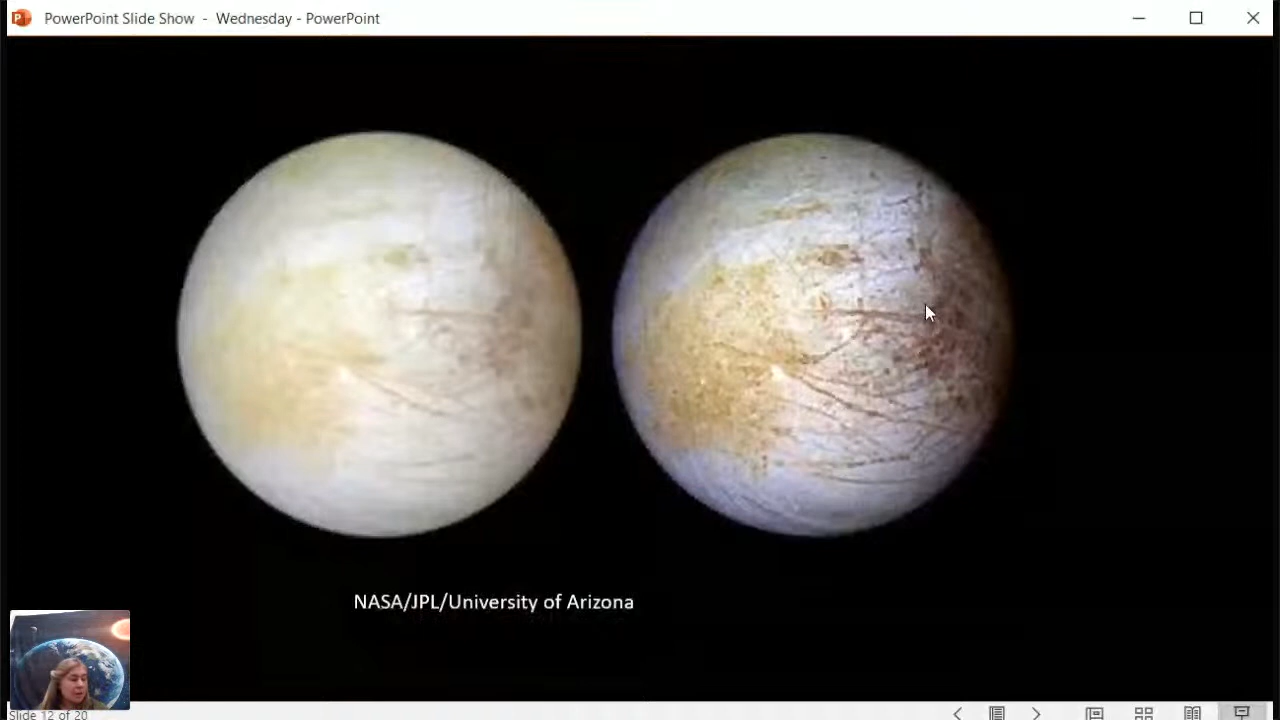 PowerPoint Slide Show - Wednesday - PowerPoint
NASA/JPL/University of Arizona
Slide 12 of 20